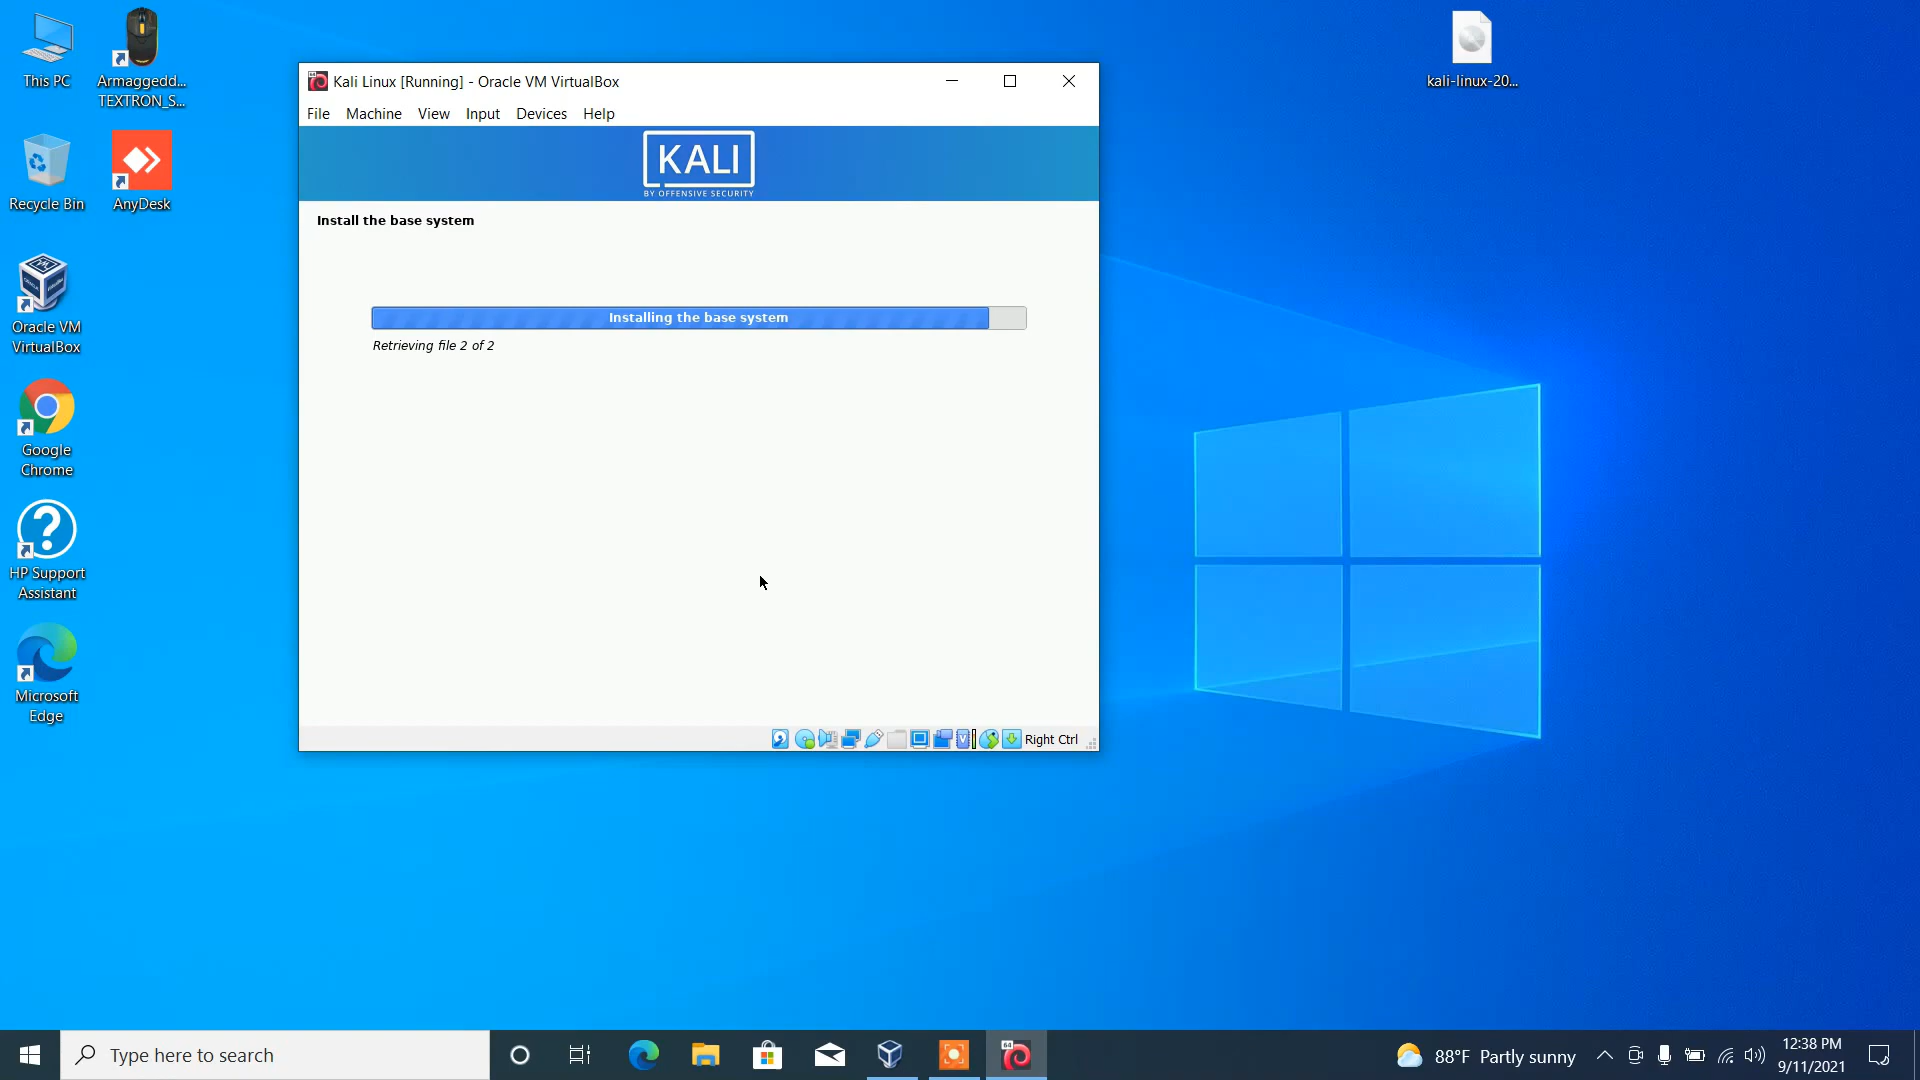 This PC
Armaggedd...
TEXTRON_S...
Recycle Bin
AnyDesk
Oracle VM
VirtualBox
Google
Chrome
HP Support
Assistant
Microsoft
Edge
kali-linux-20...
Kali Linux [Running] - Oracle VM VirtualBox
File Machine View Input Devices Help
KALI
BY OFFENSIVE SECURITY
Install the base system
Installing the base system
Retrieving file 2 of 2
Right Ctrl
Type here to search
64
88°F Partly sunny
12:38 PM
9/11/2021